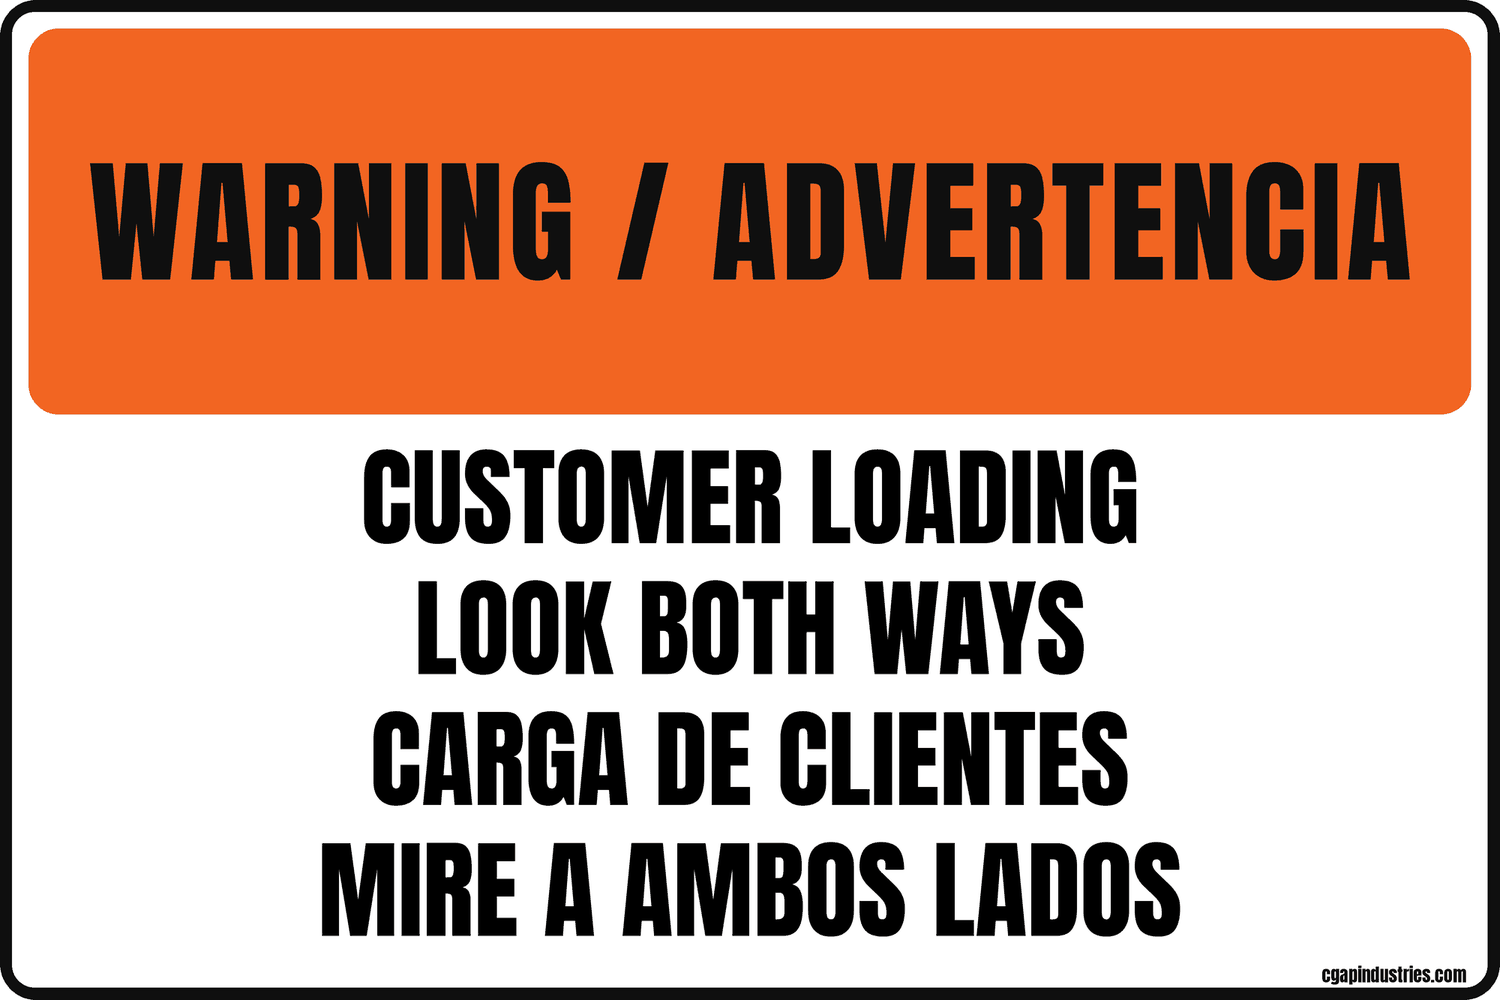 WARNING / ADVERTENCIA
CUSTOMER LOADING
LOOK BOTH WAYS
CARGA DE CLIENTES
MIRE A AMBOS LADOS
cgapindustries.com